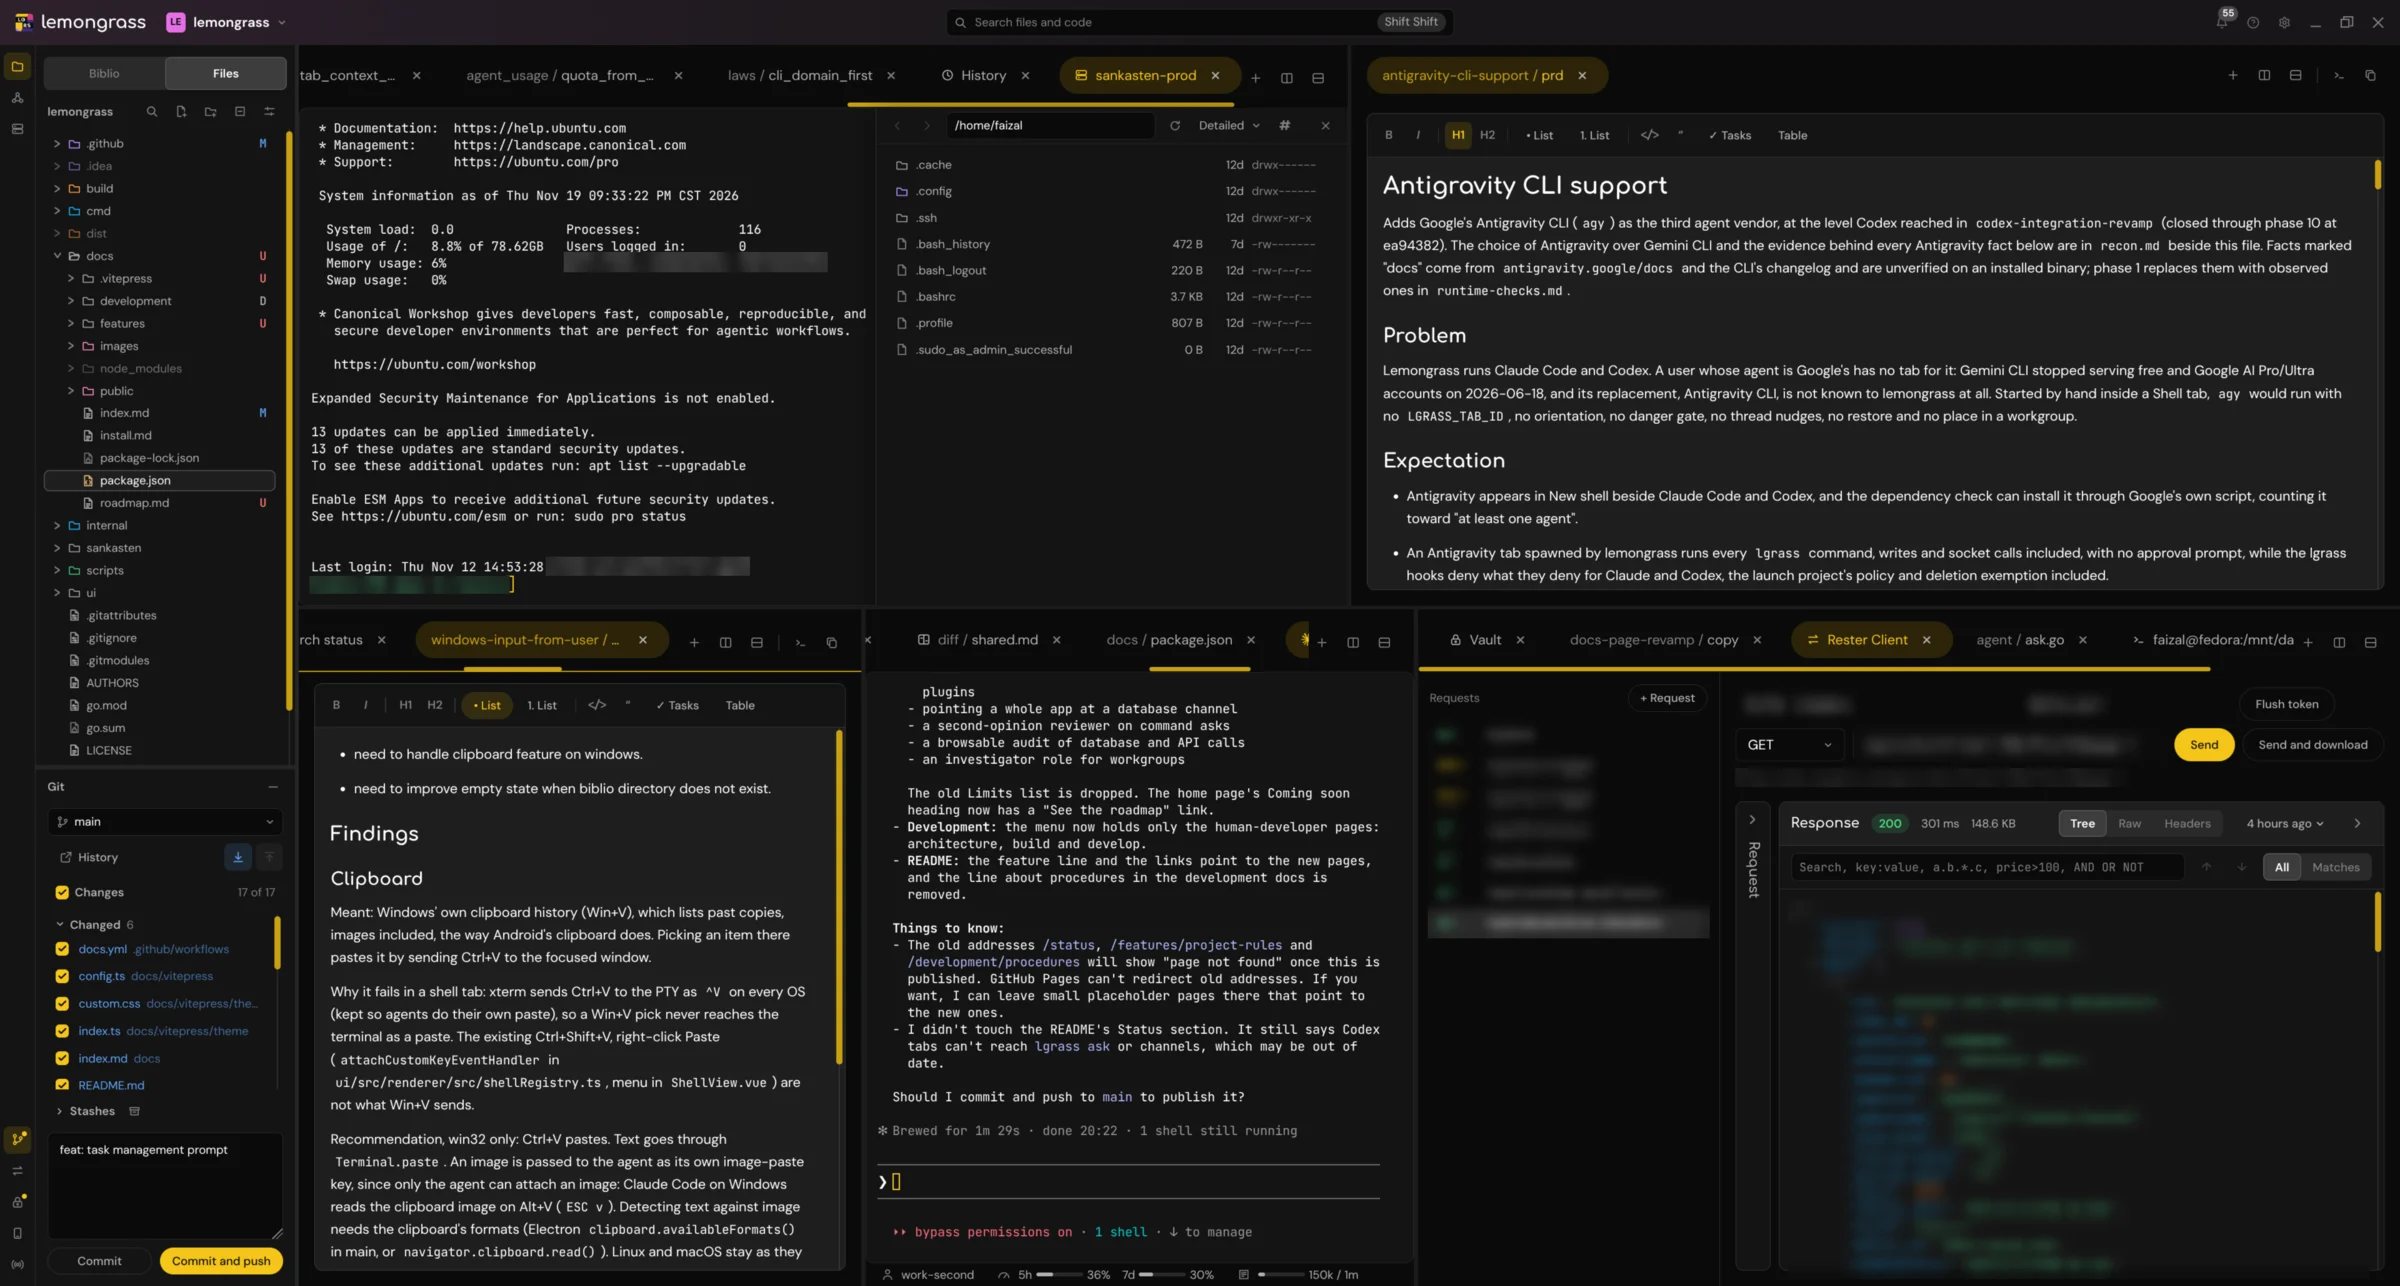 lemongrass
LE lemongrass
Search files and code
Shift Shift
55
Biblio
Files
lemongrass
.github M
.idea
build
cmd
dist
docs U
.vitepress U
development D
features U
images
node_modules
public
index.md M
install.md
package-lock.json
package.json
roadmap.md U
internal
sankasten
scripts
ui
.gitattributes
.gitignore
.gitmodules
AUTHORS
go.mod
go.sum
LICENSE
Git
main
History
Changes 17 of 17
Changed 6
docs.yml .github/workflows
config.ts docs/vitepress
custom.css docs/vitepress/the...
index.ts docs/vitepress/theme
index.md docs
README.md
Stashes
feat: task management prompt
Commit
Commit and push
tab_context_...
agent_usage / quota_from_...
laws / cli_domain_first
History
sankasten-prod
* Documentation: https://help.ubuntu.com
* Management: https://landscape.canonical.com
* Support: https://ubuntu.com/pro
System information as of Thu Nov 19 09:33:22 PM CST 2026
System load: 0.0 Processes: 116
Usage of /: 8.8% of 78.62GB Users logged in: 0
Memory usage: 6%
Swap usage: 0%
* Canonical Workshop gives developers fast, composable, reproducible, and
secure developer environments that are perfect for agentic workflows.
https://ubuntu.com/workshop
Expanded Security Maintenance for Applications is not enabled.
13 updates can be applied immediately.
13 of these updates are standard security updates.
To see these additional updates run: apt list --upgradable
Enable ESM Apps to receive additional future security updates.
See https://ubuntu.com/esm or run: sudo pro status
Last login: Thu Nov 12 14:53:28
/home/faizal
Detailed
#
.cache 12d drwx------
.config 12d drwx------
.ssh 12d drwxr-xr-x
.bash_history 472 B 7d -rw-------
.bash_logout 220 B 12d -rw-r--r--
.bashrc 3.7 KB 12d -rw-r--r--
.profile 807 B 12d -rw-r--r--
.sudo_as_admin_successful 0 B 12d -rw-r--r--
antigravity-cli-support / prd
B I H1 H2 • List 1. List </> " ✓ Tasks Table
Antigravity CLI support
Adds Google's Antigravity CLI ( agy ) as the third agent vendor, at the level Codex reached in codex-integration-revamp (closed through phase 10 at
ea94382). The choice of Antigravity over Gemini CLI and the evidence behind every Antigravity fact below are in recon.md beside this file. Facts marked
"docs" come from antigravity.google/docs and the CLI's changelog and are unverified on an installed binary; phase 1 replaces them with observed
ones in runtime-checks.md .
Problem
Lemongrass runs Claude Code and Codex. A user whose agent is Google's has no tab for it: Gemini CLI stopped serving free and Google AI Pro/Ultra
accounts on 2026-06-18, and its replacement, Antigravity CLI, is not known to lemongrass at all. Started by hand inside a Shell tab, agy would run with
no LGRASS_TAB_ID , no orientation, no danger gate, no thread nudges, no restore and no place in a workgroup.
Expectation
• Antigravity appears in New shell beside Claude Code and Codex, and the dependency check can install it through Google's own script, counting it
toward "at least one agent".
• An Antigravity tab spawned by lemongrass runs every lgrass command, writes and socket calls included, with no approval prompt, while the lgrass
hooks deny what they deny for Claude and Codex, the launch project's policy and deletion exemption included.
rch status
windows-input-from-user / ...
B I H1 H2 • List 1. List </> " ✓ Tasks Table
• need to handle clipboard feature on windows.
• need to improve empty state when biblio directory does not exist.
Findings
Clipboard
Meant: Windows' own clipboard history (Win+V), which lists past copies,
images included, the way Android's clipboard does. Picking an item there
pastes it by sending Ctrl+V to the focused window.
Why it fails in a shell tab: xterm sends Ctrl+V to the PTY as ^V on every OS
(kept so agents do their own paste), so a Win+V pick never reaches the
terminal as a paste. The existing Ctrl+Shift+V, right-click Paste
( attachCustomKeyEventHandler in
ui/src/renderer/src/shellRegistry.ts , menu in ShellView.vue ) are
not what Win+V sends.
Recommendation, win32 only: Ctrl+V pastes. Text goes through
Terminal.paste . An image is passed to the agent as its own image-paste
key, since only the agent can attach an image: Claude Code on Windows
reads the clipboard image on Alt+V ( ESC v ). Detecting text against image
needs the clipboard's formats (Electron clipboard.availableFormats()
in main, or navigator.clipboard.read() ). Linux and macOS stay as they
diff / shared.md
docs / package.json
plugins
- pointing a whole app at a database channel
- a second-opinion reviewer on command asks
- a browsable audit of database and API calls
- an investigator role for workgroups
The old Limits list is dropped. The home page's Coming soon
heading now has a "See the roadmap" link.
- Development: the menu now holds only the human-developer pages:
architecture, build and develop.
- README: the feature line and the links point to the new pages,
and the line about procedures in the development docs is
removed.
Things to know:
- The old addresses /status, /features/project-rules and
/development/procedures will show "page not found" once this is
published. GitHub Pages can't redirect old addresses. If you
want, I can leave small placeholder pages there that point to
the new ones.
- I didn't touch the README's Status section. It still says Codex
tabs can't reach lgrass ask or channels, which may be out of
date.
Should I commit and push to main to publish it?
✻ Brewed for 1m 29s · done 20:22 · 1 shell still running
❯
bypass permissions on · 1 shell · ↓ to manage
work-second 5h 36% 7d 30% 150k / 1m
Vault
docs-page-revamp / copy
Rester Client
agent / ask.go
faizal@fedora:/mnt/da
Requests
+ Request
Flush token
GET
Send
Send and download
Request
Response 200 301 ms 148.6 KB
Tree
Raw
Headers
4 hours ago
Search, key:value, a.b.*.c, price>100, AND OR NOT
All
Matches